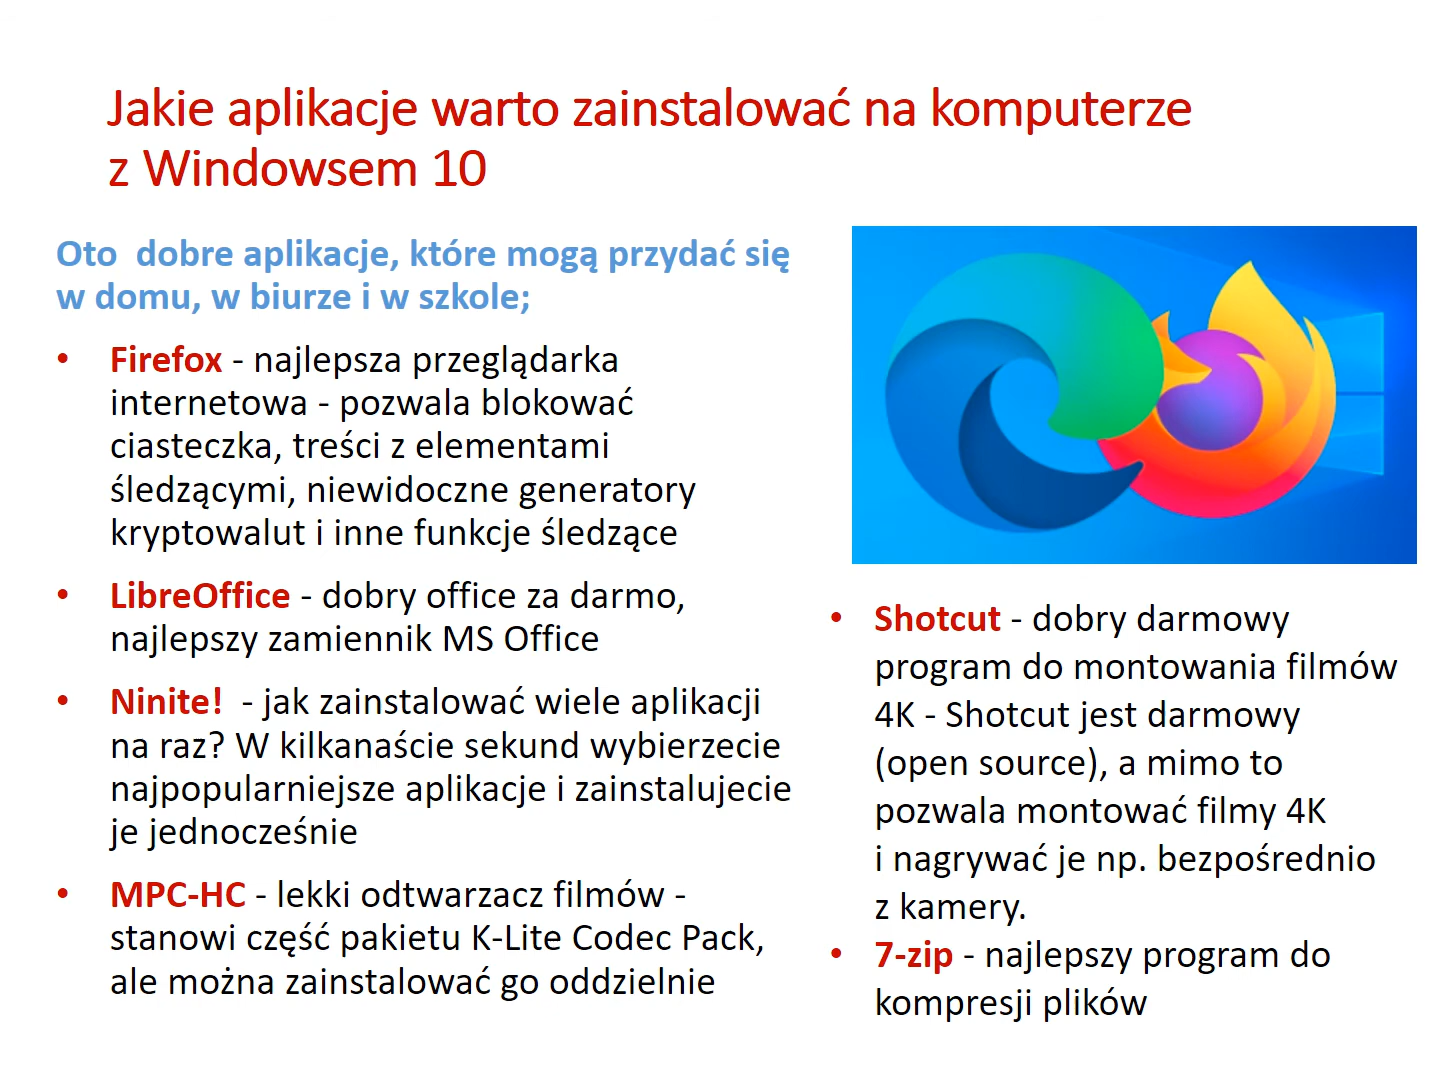 Jakie aplikacje warto zainstalować na komputerze
z Windowsem 10
Oto  dobre aplikacje, które mogą przydać się
w domu, w biurze i w szkole;
• Firefox - najlepsza przeglądarka
internetowa - pozwala blokować
ciasteczka, treści z elementami
śledzącymi, niewidoczne generatory
kryptowalut i inne funkcje śledzące
• LibreOffice - dobry office za darmo,
najlepszy zamiennik MS Office
• Ninite!  - jak zainstalować wiele aplikacji
na raz? W kilkanaście sekund wybierzecie
najpopularniejsze aplikacje i zainstalujecie
je jednocześnie
• MPC-HC - lekki odtwarzacz filmów -
stanowi część pakietu K-Lite Codec Pack,
ale można zainstalować go oddzielnie
• Shotcut - dobry darmowy
program do montowania filmów
4K - Shotcut jest darmowy
(open source), a mimo to
pozwala montować filmy 4K
i nagrywać je np. bezpośrednio
z kamery.
• 7-zip - najlepszy program do
kompresji plików